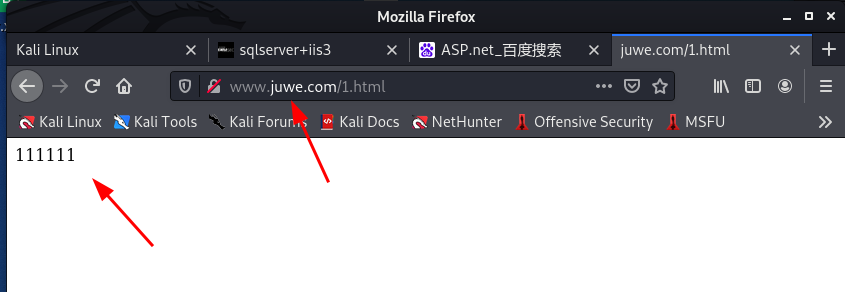 Mozilla Firefox
Kali Linux
sqlserver+iis3
ASP.net_百度搜索
juwe.com/1.html
www.juwe.com/1.html
Kali Linux
Kali Tools
Kali Forums
Kali Docs
NetHunter
Offensive Security
MSFU
111111